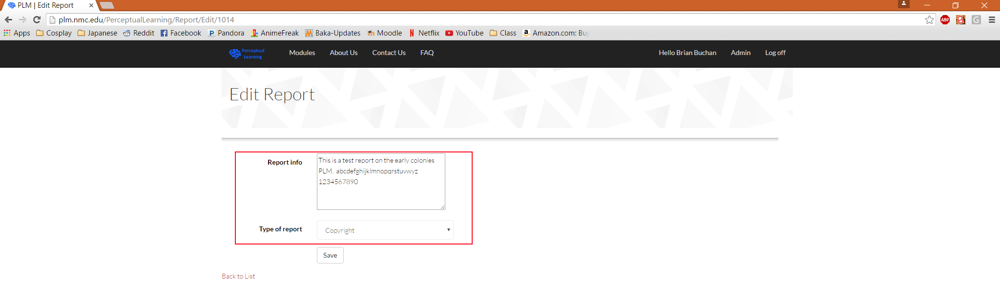 PLM | Edit Report
plm.nmc.edu/PerceptualLearning/Report/Edit/1014
ABP
G
Apps Cosplay Japanese Reddit Facebook Pandora AnimeFreak Baka-Updates Moodle Netflix YouTube Class Amazon.com: Bu
Perceptual
Learning
Modules About Us Contact Us FAQ Hello Brian Buchan Admin Log off
Edit Report
Report info
This is a test report on the early colonies
PLM. abcdefghijklmnopqrstuvwyz
1234567890
Type of report
Copyright
Save
Back to List